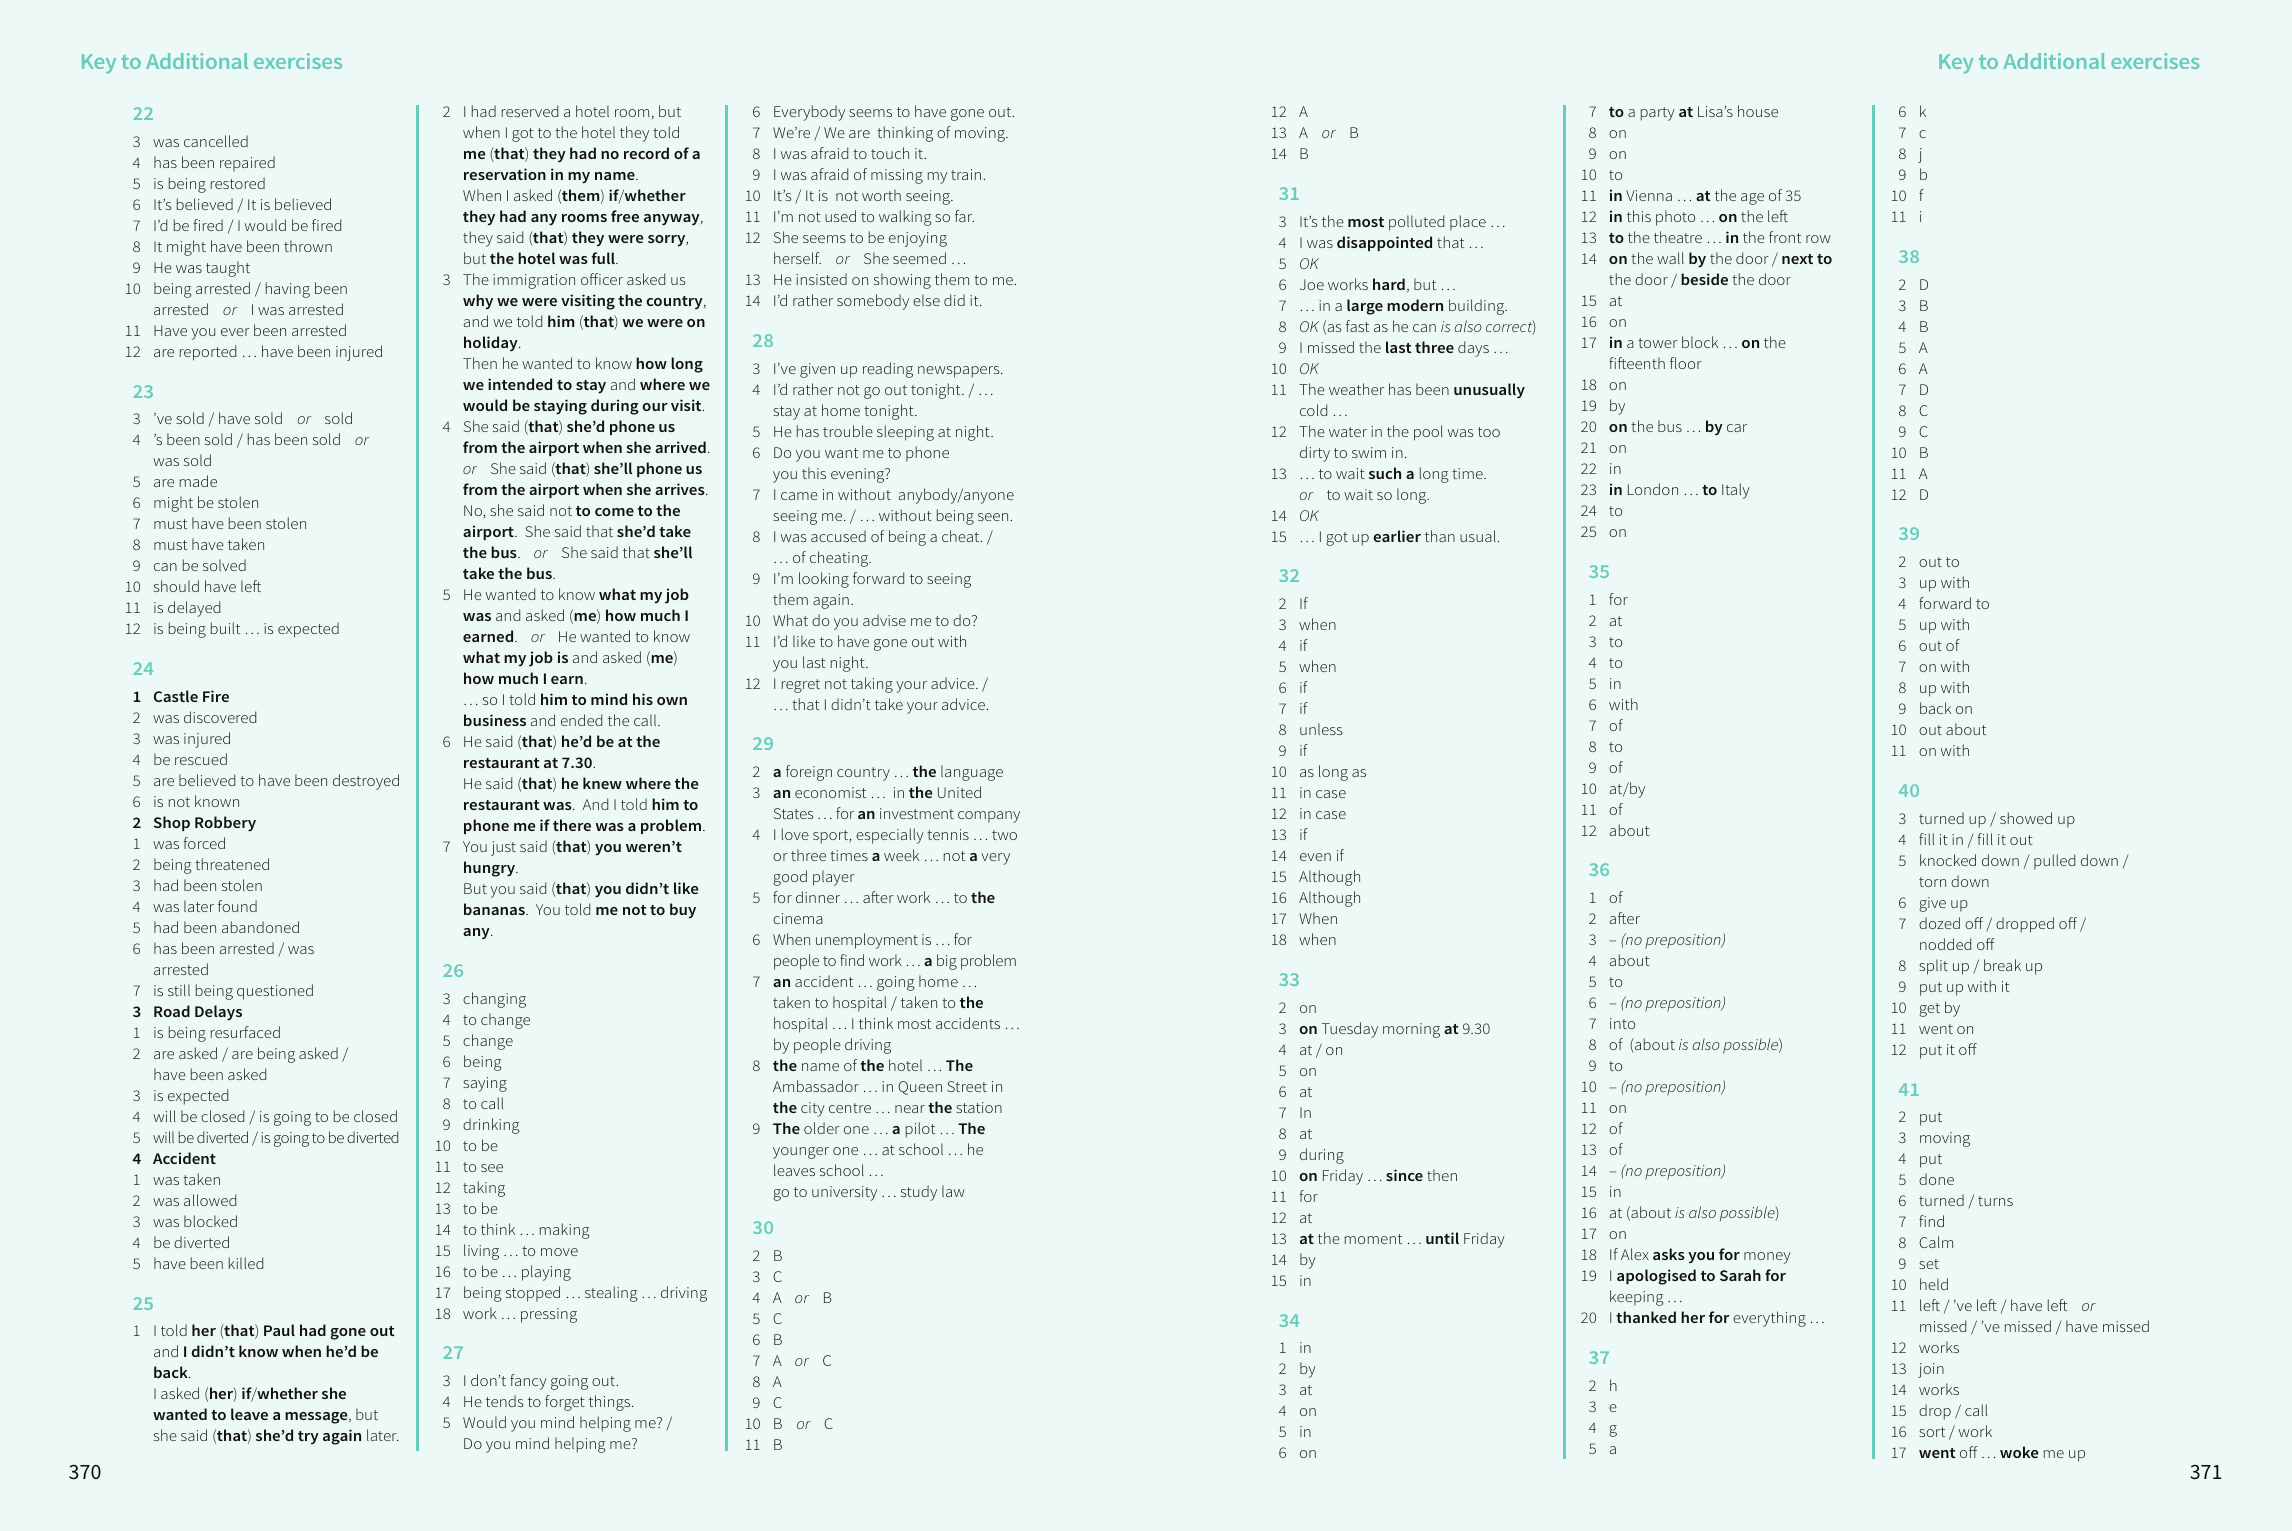 Key to Additional exercises
22
3 was cancelled
4 has been repaired
5 is being restored
6 It’s believed / It is believed
7 I’d be fired / I would be fired
8 It might have been thrown
9 He was taught
10 being arrested / having been
arrested or I was arrested
11 Have you ever been arrested
12 are reported … have been injured
23
3 ’ve sold / have sold or sold
4 ’s been sold / has been sold or
was sold
5 are made
6 might be stolen
7 must have been stolen
8 must have taken
9 can be solved
10 should have left
11 is delayed
12 is being built … is expected
24
1 Castle Fire
2 was discovered
3 was injured
4 be rescued
5 are believed to have been destroyed
6 is not known
2 Shop Robbery
1 was forced
2 being threatened
3 had been stolen
4 was later found
5 had been abandoned
6 has been arrested / was
arrested
7 is still being questioned
3 Road Delays
1 is being resurfaced
2 are asked / are being asked /
have been asked
3 is expected
4 will be closed / is going to be closed
5 will be diverted / is going to be diverted
4 Accident
1 was taken
2 was allowed
3 was blocked
4 be diverted
5 have been killed
25
1 I told her (that) Paul had gone out
and I didn’t know when he’d be
back.
I asked (her) if/whether she
wanted to leave a message, but
she said (that) she’d try again later.
2 I had reserved a hotel room, but
when I got to the hotel they told
me (that) they had no record of a
reservation in my name.
When I asked (them) if/whether
they had any rooms free anyway,
they said (that) they were sorry,
but the hotel was full.
3 The immigration officer asked us
why we were visiting the country,
and we told him (that) we were on
holiday.
Then he wanted to know how long
we intended to stay and where we
would be staying during our visit.
4 She said (that) she’d phone us
from the airport when she arrived.
or She said (that) she’ll phone us
from the airport when she arrives.
No, she said not to come to the
airport. She said that she’d take
the bus. or She said that she’ll
take the bus.
5 He wanted to know what my job
was and asked (me) how much I
earned. or He wanted to know
what my job is and asked (me)
how much I earn.
… so I told him to mind his own
business and ended the call.
6 He said (that) he’d be at the
restaurant at 7.30.
He said (that) he knew where the
restaurant was. And I told him to
phone me if there was a problem.
7 You just said (that) you weren’t
hungry.
But you said (that) you didn’t like
bananas. You told me not to buy
any.
26
3 changing
4 to change
5 change
6 being
7 saying
8 to call
9 drinking
10 to be
11 to see
12 taking
13 to be
14 to think … making
15 living … to move
16 to be … playing
17 being stopped … stealing … driving
18 work … pressing
27
3 I don’t fancy going out.
4 He tends to forget things.
5 Would you mind helping me? /
Do you mind helping me?
6 Everybody seems to have gone out.
7 We’re / We are thinking of moving.
8 I was afraid to touch it.
9 I was afraid of missing my train.
10 It’s / It is not worth seeing.
11 I’m not used to walking so far.
12 She seems to be enjoying
herself. or She seemed …
13 He insisted on showing them to me.
14 I’d rather somebody else did it.
28
3 I’ve given up reading newspapers.
4 I’d rather not go out tonight. / …
stay at home tonight.
5 He has trouble sleeping at night.
6 Do you want me to phone
you this evening?
7 I came in without anybody/anyone
seeing me. / … without being seen.
8 I was accused of being a cheat. /
… of cheating.
9 I’m looking forward to seeing
them again.
10 What do you advise me to do?
11 I’d like to have gone out with
you last night.
12 I regret not taking your advice. /
… that I didn’t take your advice.
29
2 a foreign country … the language
3 an economist … in the United
States … for an investment company
4 I love sport, especially tennis … two
or three times a week … not a very
good player
5 for dinner … after work … to the
cinema
6 When unemployment is … for
people to find work … a big problem
7 an accident … going home …
taken to hospital / taken to the
hospital … I think most accidents …
by people driving
8 the name of the hotel … The
Ambassador … in Queen Street in
the city centre … near the station
9 The older one … a pilot … The
younger one … at school … he
leaves school …
go to university … study law
30
2 B
3 C
4 A or B
5 C
6 B
7 A or C
8 A
9 C
10 B or C
11 B
370
Key to Additional exercises
12 A
13 A or B
14 B
31
3 It’s the most polluted place …
4 I was disappointed that …
5 OK
6 Joe works hard, but …
7 … in a large modern building.
8 OK (as fast as he can is also correct)
9 I missed the last three days …
10 OK
11 The weather has been unusually
cold …
12 The water in the pool was too
dirty to swim in.
13 … to wait such a long time.
or to wait so long.
14 OK
15 … I got up earlier than usual.
32
2 If
3 when
4 if
5 when
6 if
7 if
8 unless
9 if
10 as long as
11 in case
12 in case
13 if
14 even if
15 Although
16 Although
17 When
18 when
33
2 on
3 on Tuesday morning at 9.30
4 at / on
5 on
6 at
7 In
8 at
9 during
10 on Friday … since then
11 for
12 at
13 at the moment … until Friday
14 by
15 in
34
1 in
2 by
3 at
4 on
5 in
6 on
7 to a party at Lisa’s house
8 on
9 on
10 to
11 in Vienna … at the age of 35
12 in this photo … on the left
13 to the theatre … in the front row
14 on the wall by the door / next to
the door / beside the door
15 at
16 on
17 in a tower block … on the
fifteenth floor
18 on
19 by
20 on the bus … by car
21 on
22 in
23 in London … to Italy
24 to
25 on
35
1 for
2 at
3 to
4 to
5 in
6 with
7 of
8 to
9 of
10 at/by
11 of
12 about
36
1 of
2 after
3 – (no preposition)
4 about
5 to
6 – (no preposition)
7 into
8 of (about is also possible)
9 to
10 – (no preposition)
11 on
12 of
13 of
14 – (no preposition)
15 in
16 at (about is also possible)
17 on
18 If Alex asks you for money
19 I apologised to Sarah for
keeping …
20 I thanked her for everything …
37
2 h
3 e
4 g
5 a
6 k
7 c
8 j
9 b
10 f
11 i
38
2 D
3 B
4 B
5 A
6 A
7 D
8 C
9 C
10 B
11 A
12 D
39
2 out to
3 up with
4 forward to
5 up with
6 out of
7 on with
8 up with
9 back on
10 out about
11 on with
40
3 turned up / showed up
4 fill it in / fill it out
5 knocked down / pulled down /
torn down
6 give up
7 dozed off / dropped off /
nodded off
8 split up / break up
9 put up with it
10 get by
11 went on
12 put it off
41
2 put
3 moving
4 put
5 done
6 turned / turns
7 find
8 Calm
9 set
10 held
11 left / ’ve left / have left or
missed / ’ve missed / have missed
12 works
13 join
14 works
15 drop / call
16 sort / work
17 went off … woke me up
371